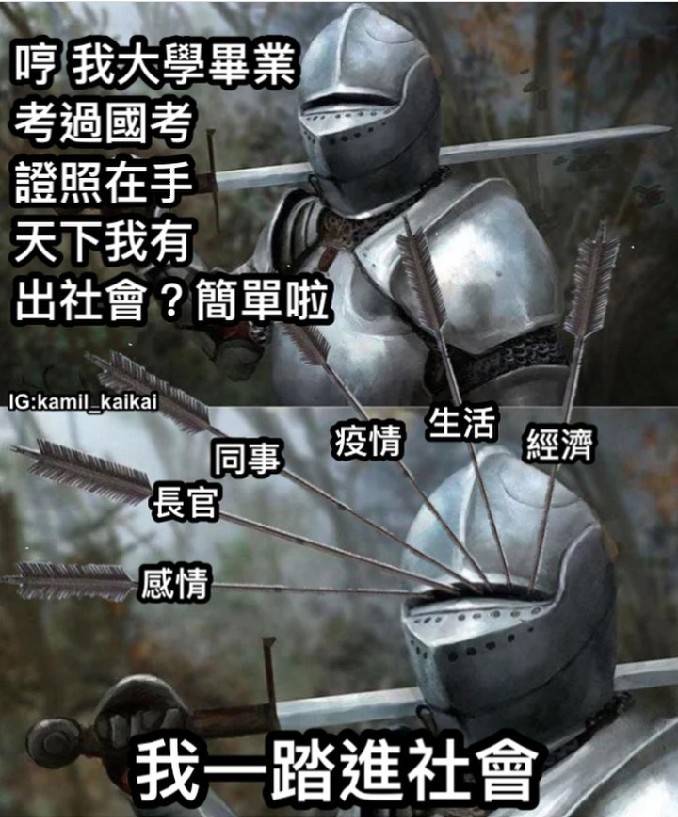 哼 我大學畢業
考過國考
證照在手
天下我有
出社會？簡單啦
IG:kamil_kaikai
同事
疫情
生活
經濟
長官
感情
我一踏進社會